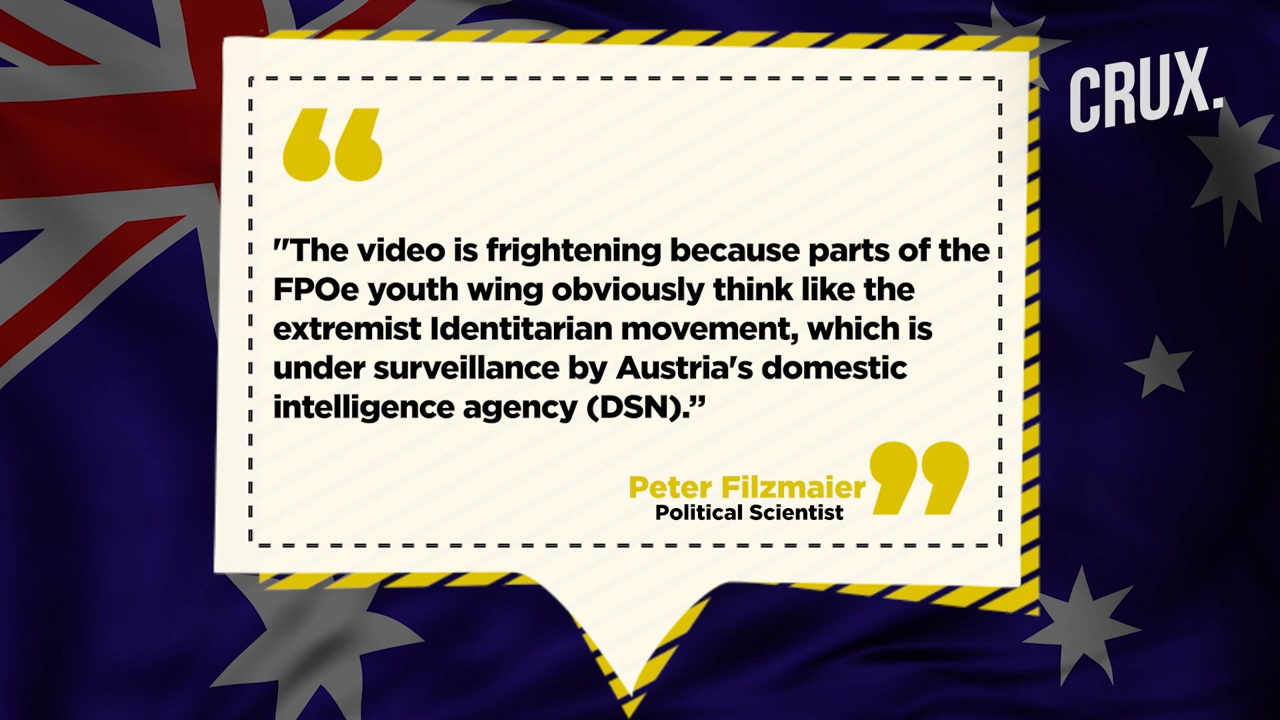 CRUX.
"The video is frightening because parts of the
FPOe youth wing obviously think like the
extremist Identitarian movement, which is
under surveillance by Austria's domestic
intelligence agency (DSN).”
Peter Filzmaier
Political Scientist